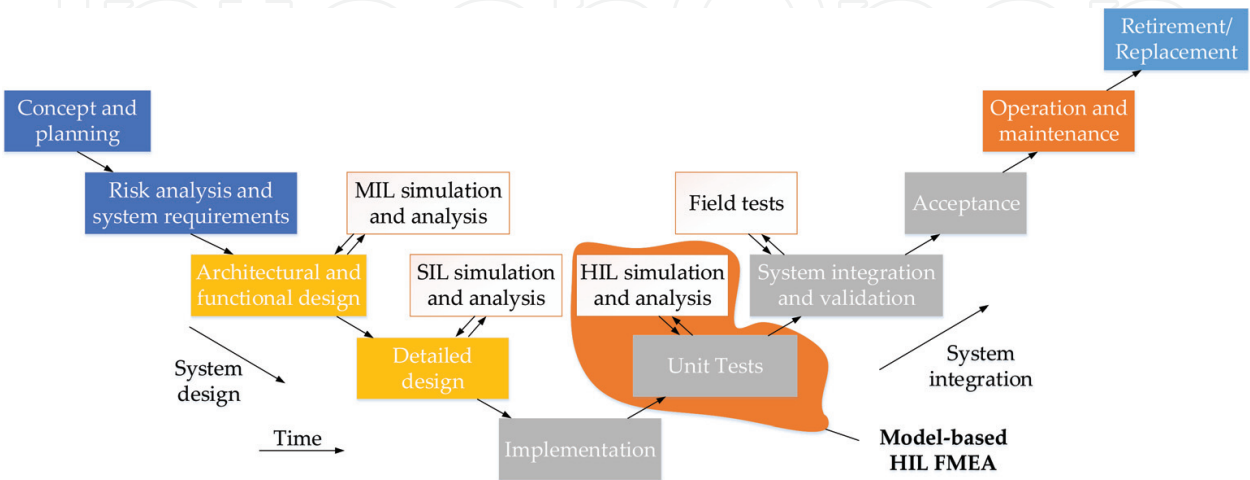 Retirement/
Replacement
Concept and
planning
Operation and
maintenance
Risk analysis and
system requirements
MIL simulation
and analysis
Field tests
Acceptance
Architectural and
functional design
SIL simulation
and analysis
HIL simulation
and analysis
System integration
and validation
System
design
Detailed
design
Unit Tests
System
integration
Time
Implementation
Model-based
HIL FMEA